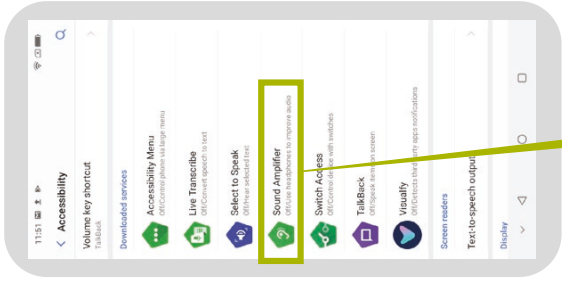 11:51
Accessibility
Volume key shortcut
TalkBack
Downloaded services
Accessibility Menu
Off/Control phone via large menu
Live Transcribe
Off/Convert speech to text
Select to Speak
Off/Hear selected text
Sound Amplifier
Off/Use headphones to improve audio
Switch Access
Off/Control device with switches
TalkBack
Off/Speak items on screen
Visualfy
Off/Detects third party apps notifications
Screen readers
Text-to-speech output
Display